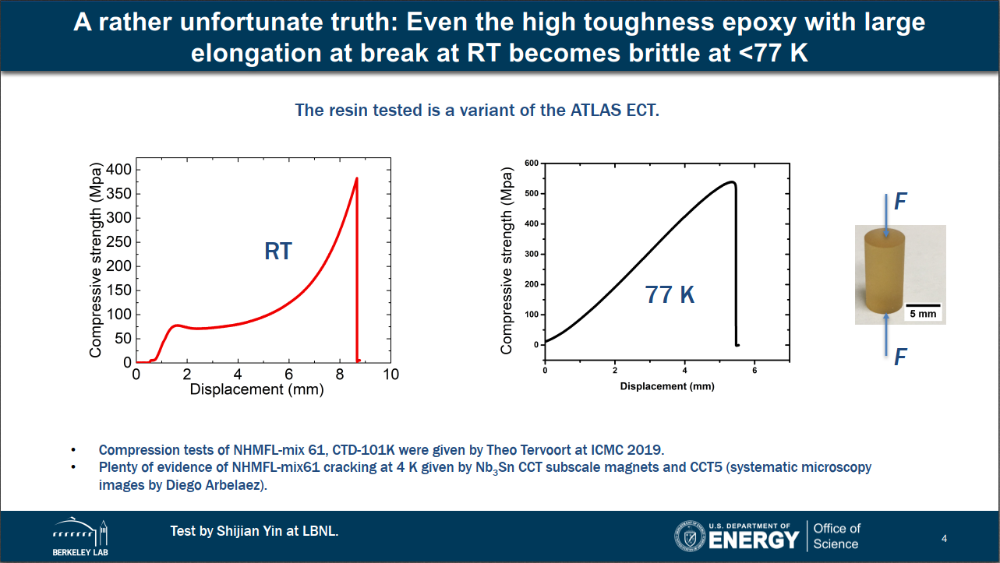 A rather unfortunate truth: Even the high toughness epoxy with large
elongation at break at RT becomes brittle at <77 K
The resin tested is a variant of the ATLAS ECT.
Compressive strength (Mpa)
400
350
300
250
200
150
100
50
0
RT
0 2 4 6 8 10
Displacement (mm)
Compressive strength (Mpa)
600
500
400
300
200
100
0
77 K
0 2 4 6
Displacement (mm)
F
5 mm
F
• Compression tests of NHMFL-mix 61, CTD-101K were given by Theo Tervoort at ICMC 2019.
• Plenty of evidence of NHMFL-mix61 cracking at 4 K given by Nb3Sn CCT subscale magnets and CCT5 (systematic microscopy
images by Diego Arbelaez).
BERKELEY LAB
Test by Shijian Yin at LBNL.
U.S. DEPARTMENT OF
ENERGY
Office of
Science
4